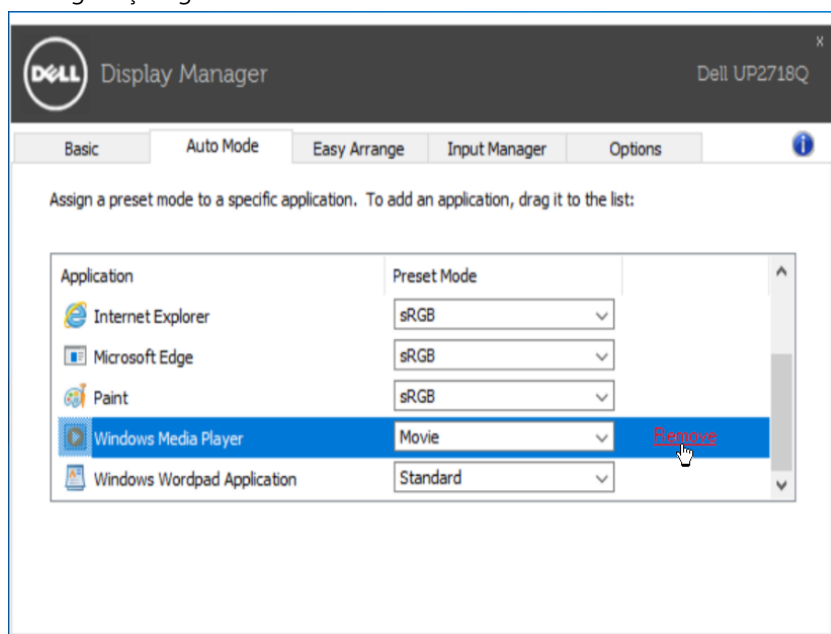 DELL Display Manager
x
Dell UP2718Q
Basic Auto Mode Easy Arrange Input Manager Options
Assign a preset mode to a specific application. To add an application, drag it to the list:
Application Preset Mode
Internet Explorer sRGB
Microsoft Edge sRGB
Paint sRGB
Windows Media Player Movie Remove
Windows Wordpad Application Standard